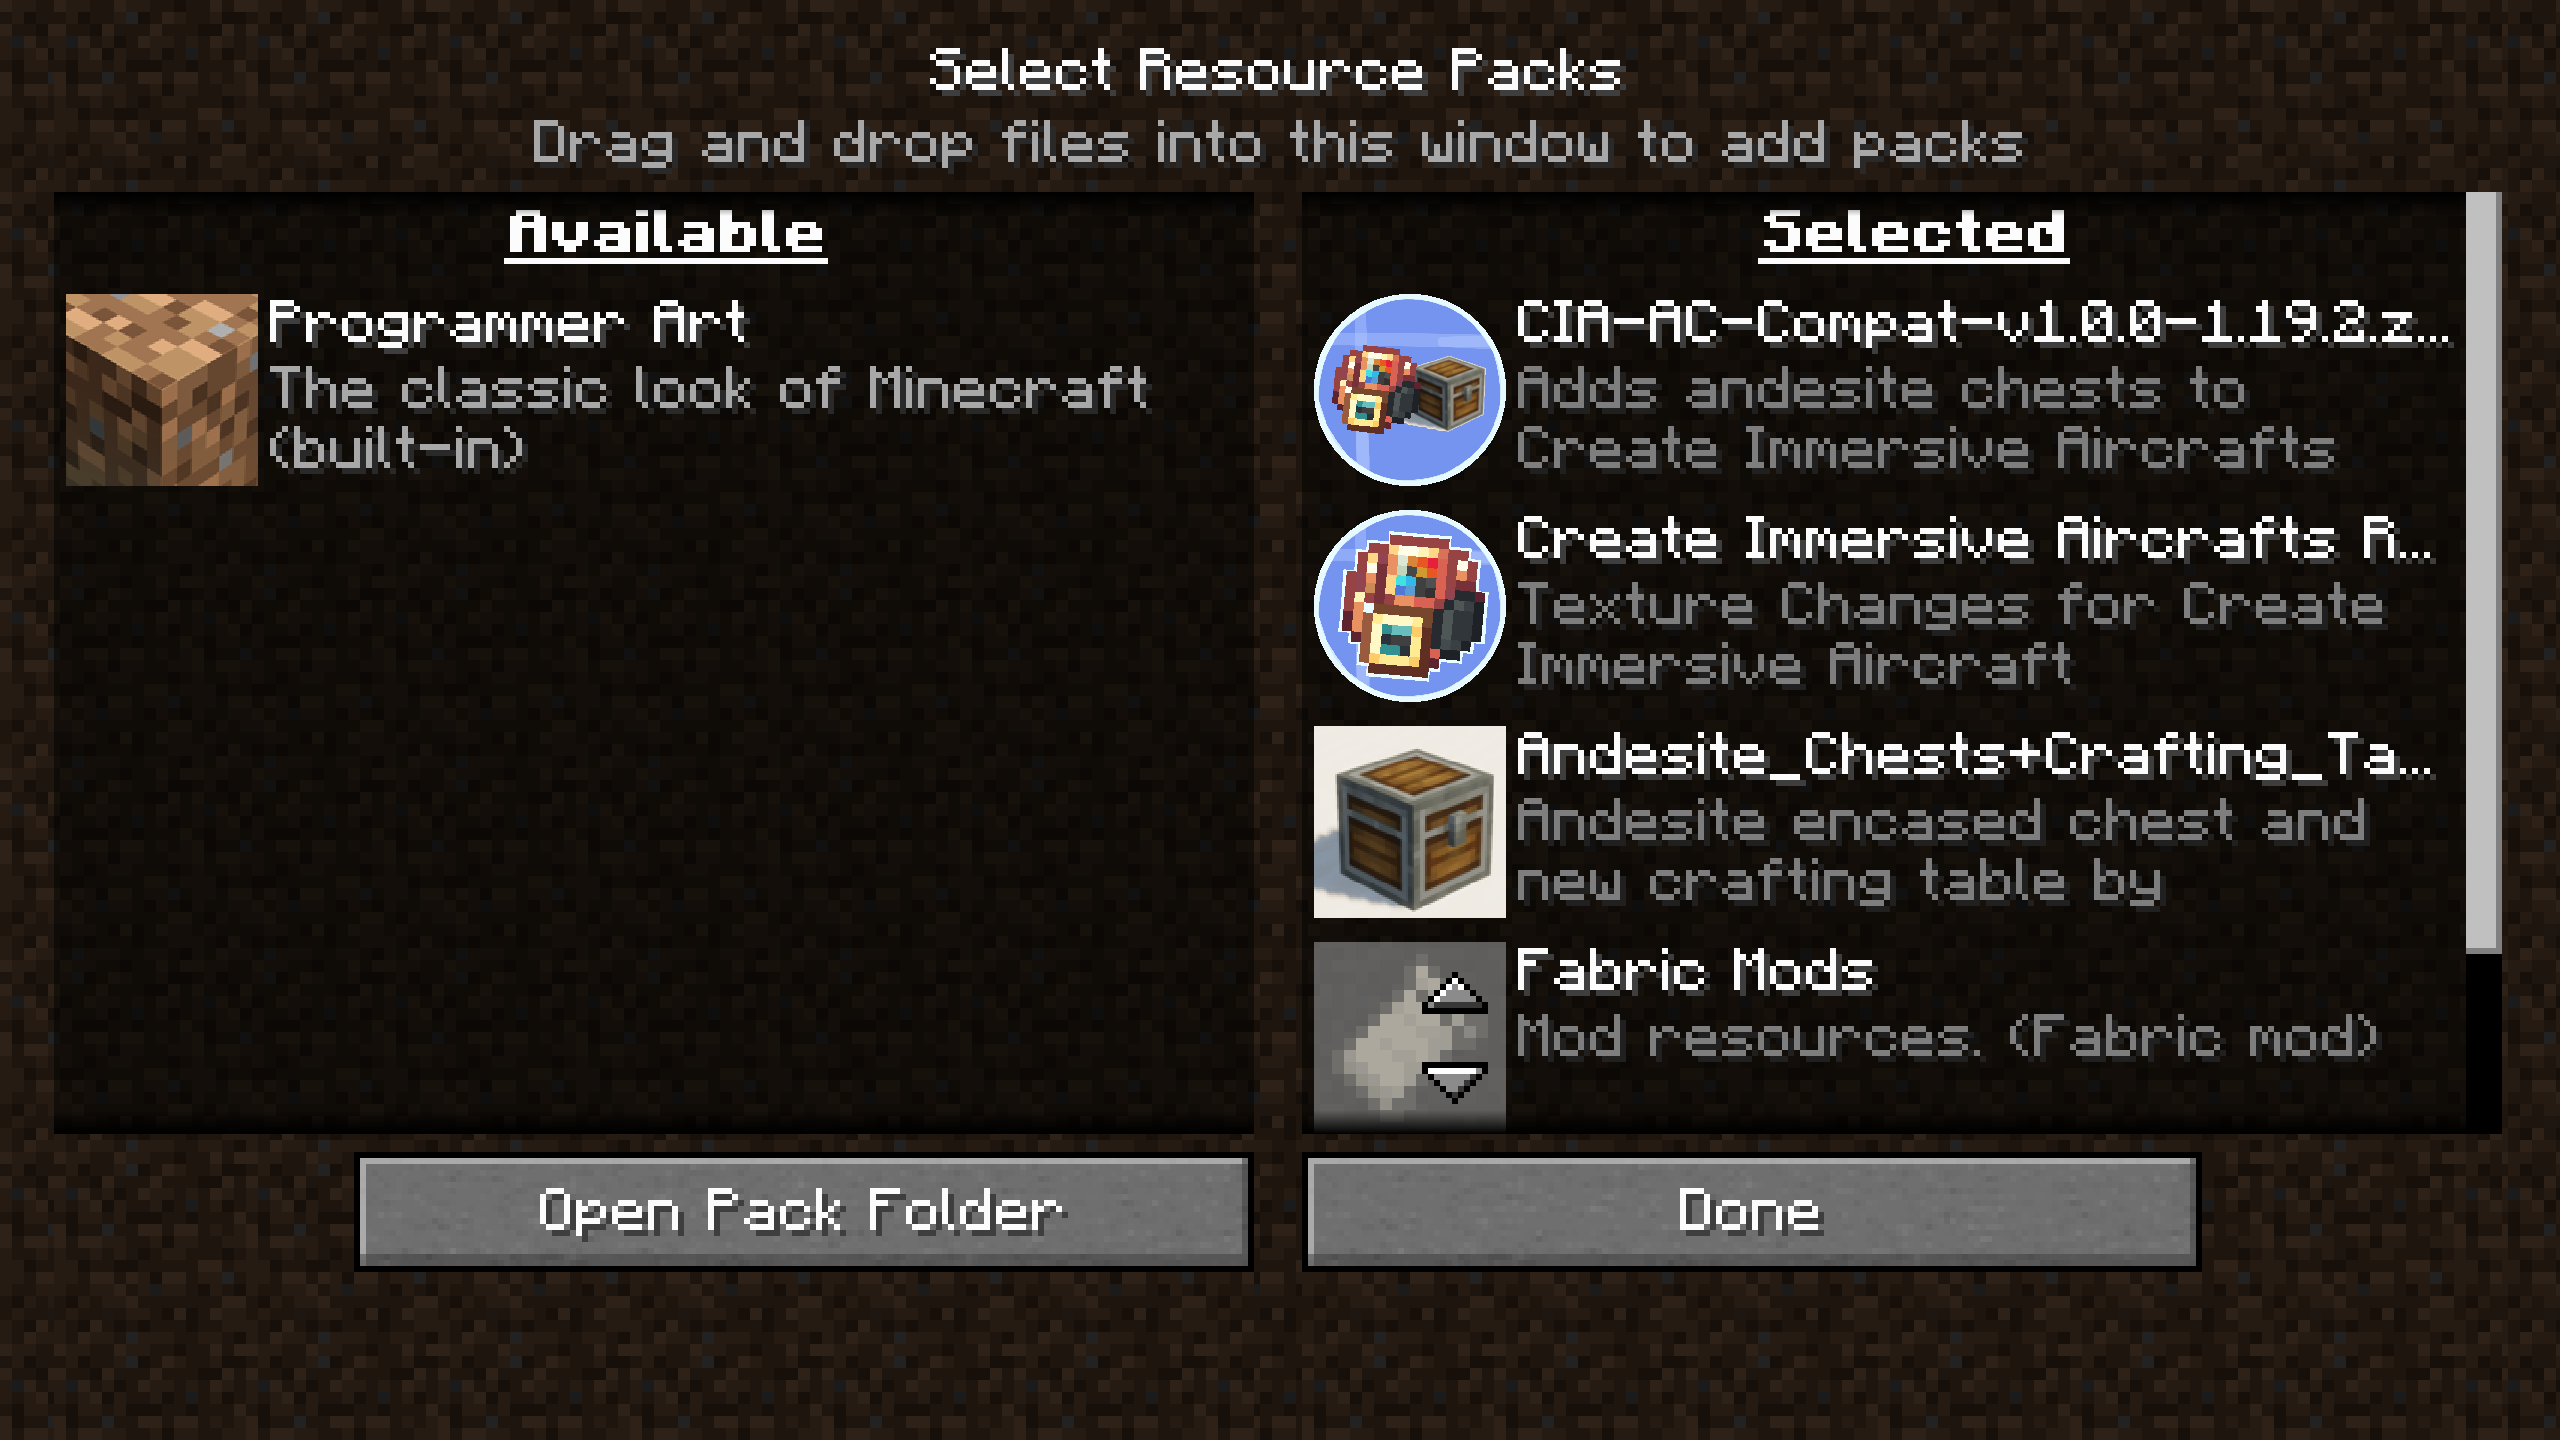 Select Resource Packs
Drag and drop files into this window to add packs
Available
Programmer Art
The classic look of Minecraft
(built-in)
Selected
CIA-AC-Compat-v1.0.0-1.19.2.z...
Adds andesite chests to
Create Immersive Aircrafts
Create Immersive Aircrafts R...
Texture Changes for Create
Immersive Aircraft
Andesite_Chests+Crafting_Ta...
Andesite encased chest and
new crafting table by
Fabric Mods
Mod resources. (Fabric mod)
Open Pack Folder
Done